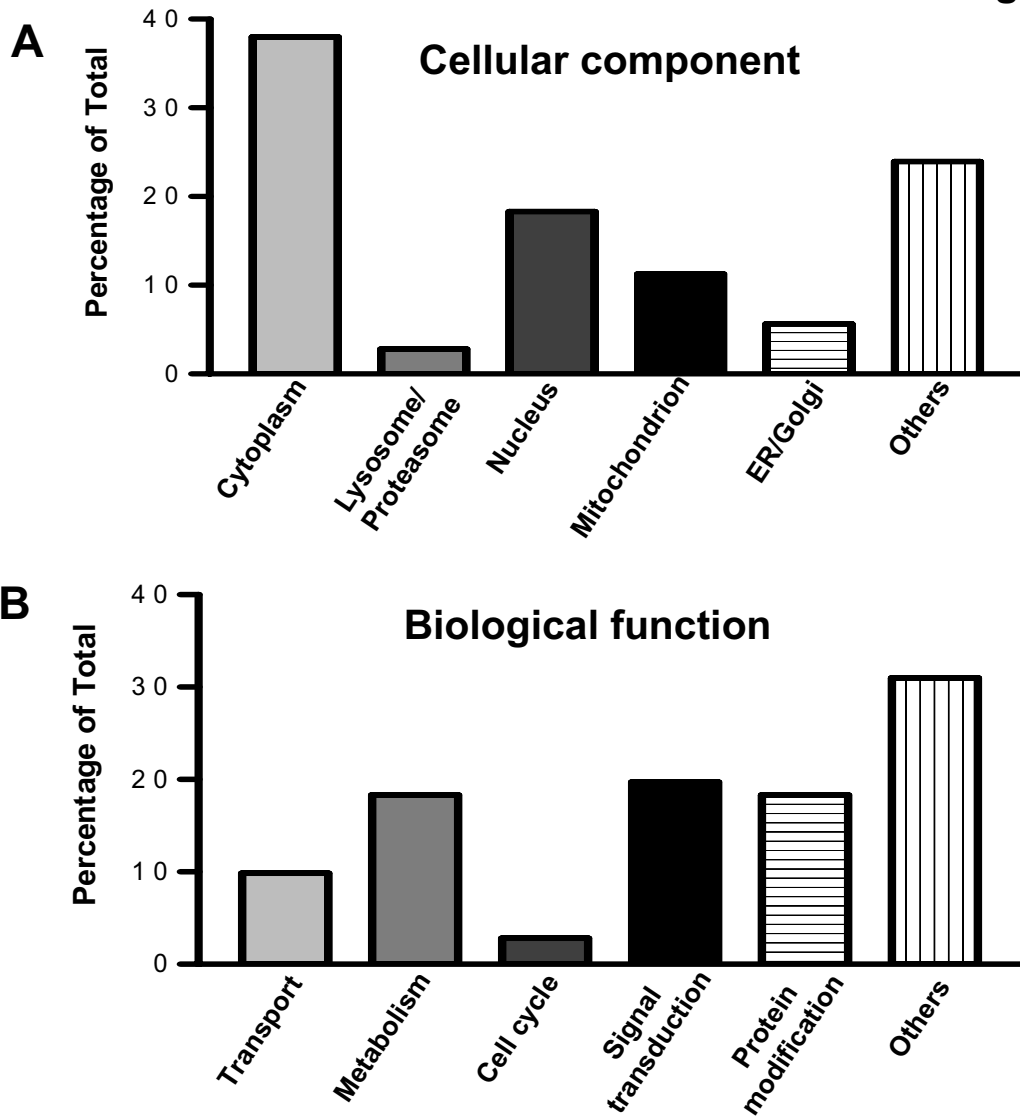 A
Cellular component
Percentage of Total
40
30
20
10
0
Cytoplasm
Lysosome/
Proteasome
Nucleus
Mitochondrion
ER/Golgi
Others
B
Biological function
Percentage of Total
40
30
20
10
0
Transport
Metabolism
Cell cycle
Signal
transduction
Protein
modification
Others